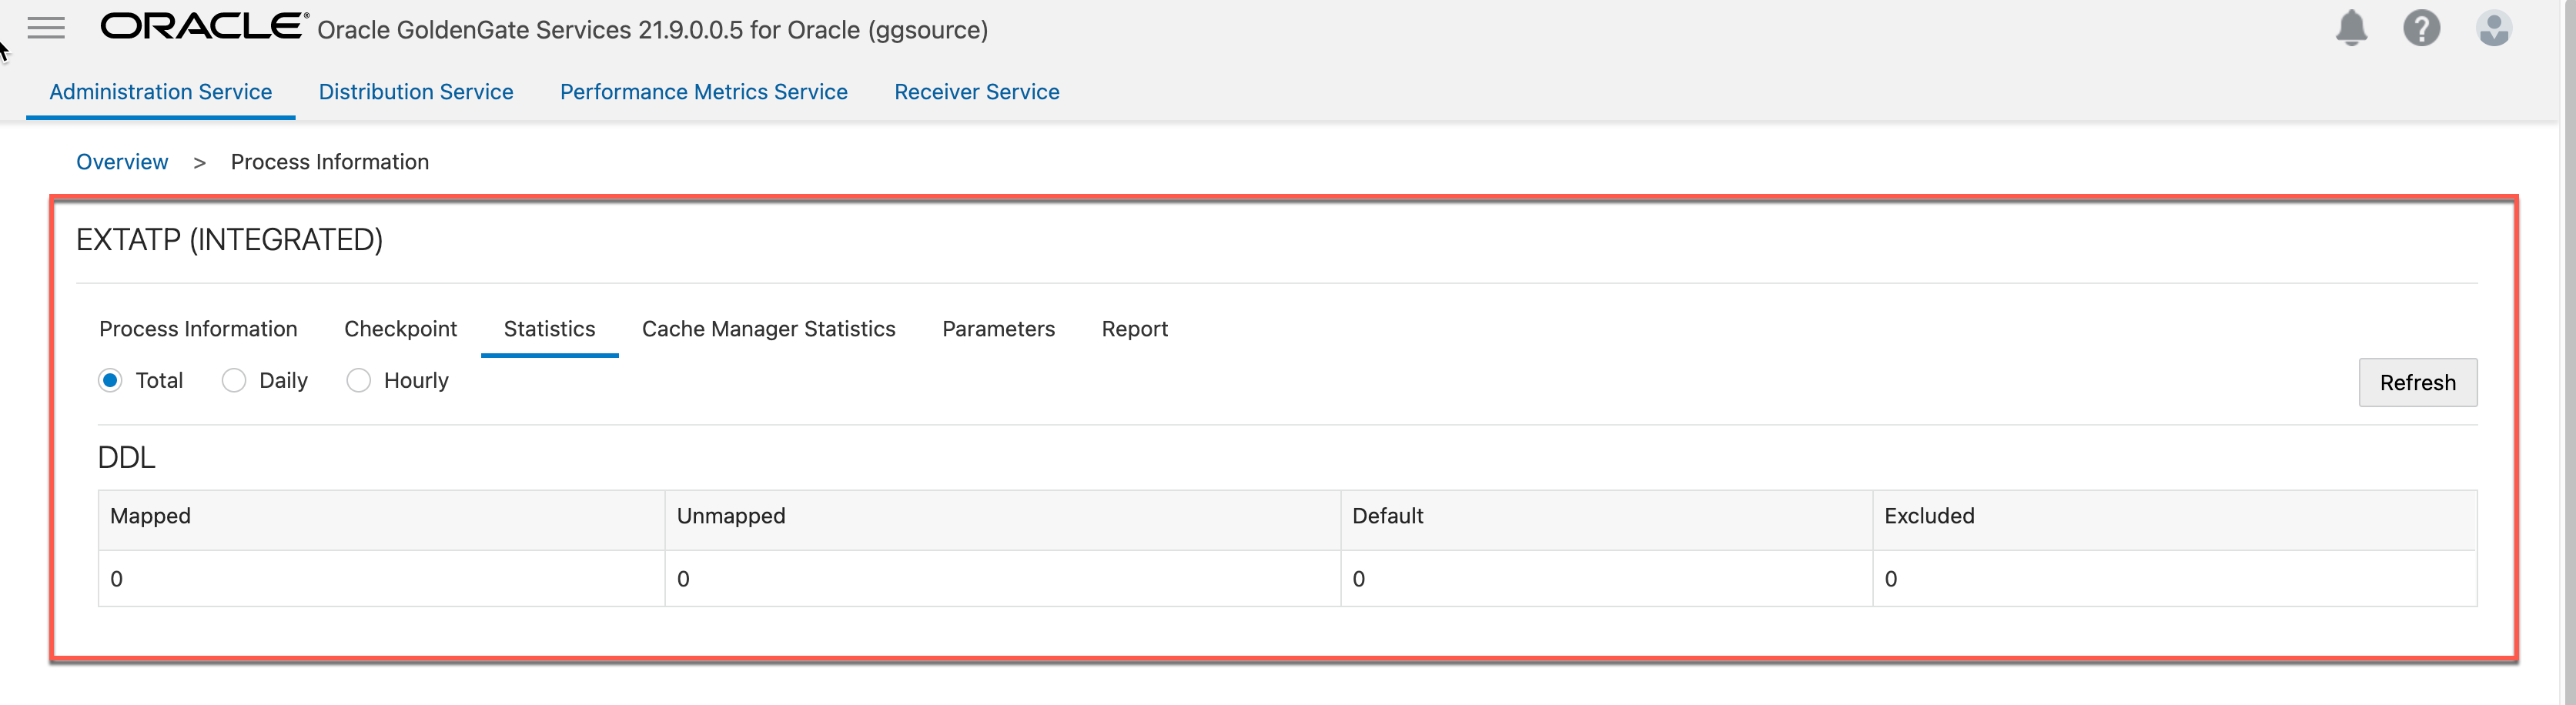 ORACLE® Oracle GoldenGate Services 21.9.0.0.5 for Oracle (ggsource)
Administration Service Distribution Service Performance Metrics Service Receiver Service
Overview > Process Information
EXTATP (INTEGRATED)
Process Information Checkpoint Statistics Cache Manager Statistics Parameters Report
Total Daily Hourly
Refresh
DDL
Mapped Unmapped Default Excluded
0 0 0 0